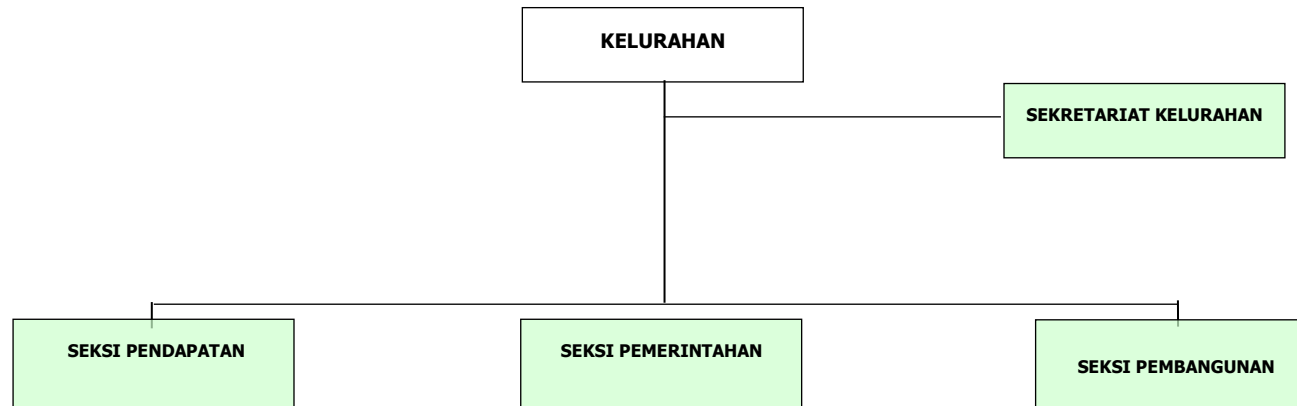 KELURAHAN
SEKRETARIAT KELURAHAN
SEKSI PENDAPATAN
SEKSI PEMERINTAHAN
SEKSI PEMBANGUNAN